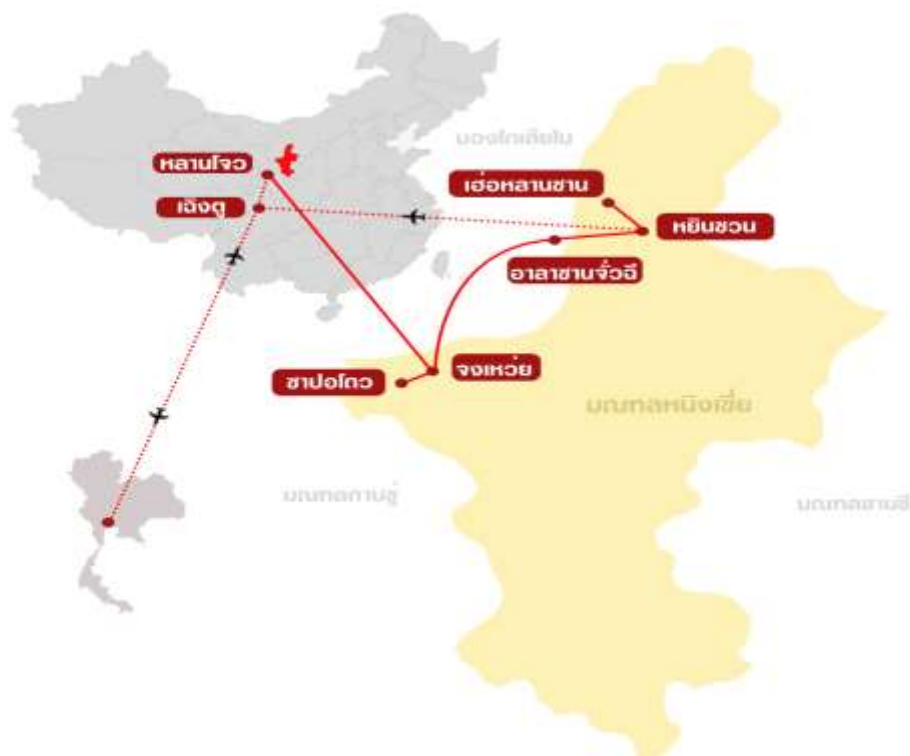 มองโกเลียใน
หลานโจว
เฮ่อหลานซาน
เฉิงตู
หยินชวน
อาลาซานจั่วฉี
ซาปอโถว
จงเหว่ย
มณฑลหนิงเซี่ย
มณฑลกานซู่
มณฑลซานซี